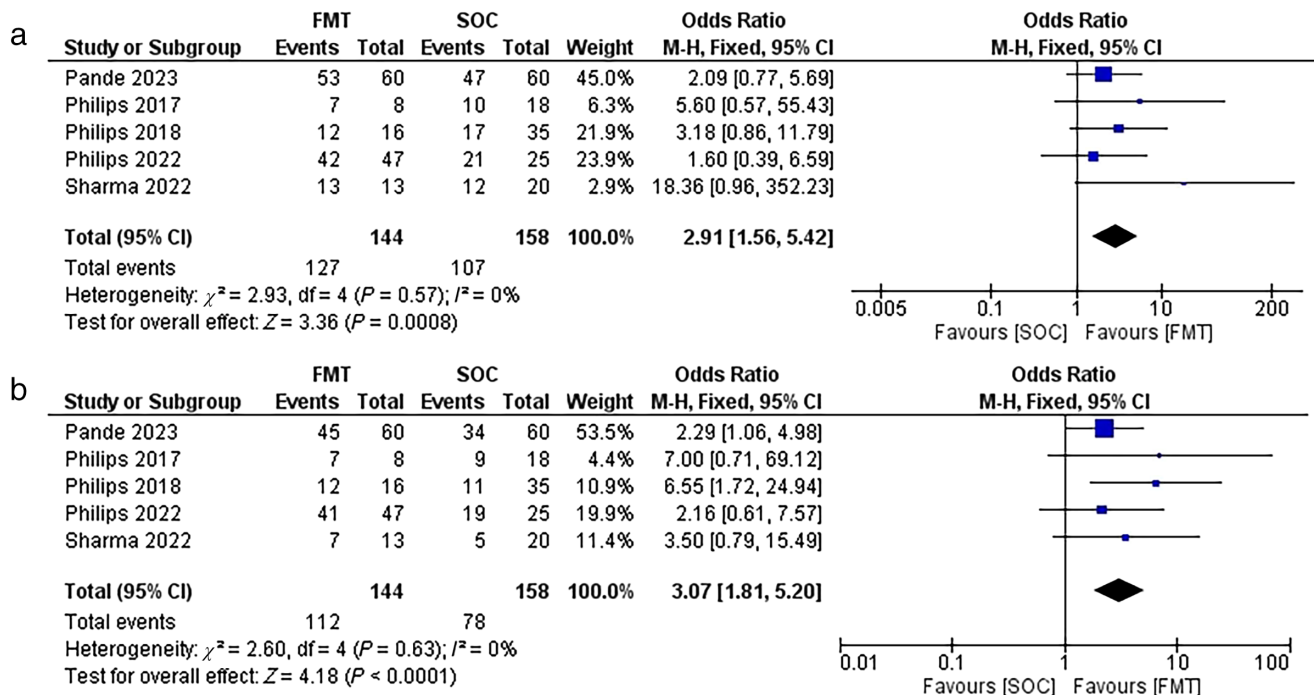 a
FMT SOC Odds Ratio Odds Ratio
Study or Subgroup Events Total Events Total Weight M-H, Fixed, 95% CI M-H, Fixed, 95% CI
Pande 2023 53 60 47 60 45.0% 2.09 [0.77, 5.69]
Philips 2017 7 8 10 18 6.3% 5.60 [0.57, 55.43]
Philips 2018 12 16 17 35 21.9% 3.18 [0.86, 11.79]
Philips 2022 42 47 21 25 23.9% 1.60 [0.39, 6.59]
Sharma 2022 13 13 12 20 2.9% 18.36 [0.96, 352.23]
Total (95% CI) 144 158 100.0% 2.91 [1.56, 5.42]
Total events 127 107
Heterogeneity: χ² = 2.93, df = 4 (P = 0.57); I² = 0%
Test for overall effect: Z = 3.36 (P = 0.0008)
0.005 0.1 1 10 200
Favours [SOC] Favours [FMT]
b
FMT SOC Odds Ratio Odds Ratio
Study or Subgroup Events Total Events Total Weight M-H, Fixed, 95% CI M-H, Fixed, 95% CI
Pande 2023 45 60 34 60 53.5% 2.29 [1.06, 4.98]
Philips 2017 7 8 9 18 4.4% 7.00 [0.71, 69.12]
Philips 2018 12 16 11 35 10.9% 6.55 [1.72, 24.94]
Philips 2022 41 47 19 25 19.9% 2.16 [0.61, 7.57]
Sharma 2022 7 13 5 20 11.4% 3.50 [0.79, 15.49]
Total (95% CI) 144 158 100.0% 3.07 [1.81, 5.20]
Total events 112 78
Heterogeneity: χ² = 2.60, df = 4 (P = 0.63); I² = 0%
Test for overall effect: Z = 4.18 (P < 0.0001)
0.01 0.1 1 10 100
Favours [SOC] Favours [FMT]